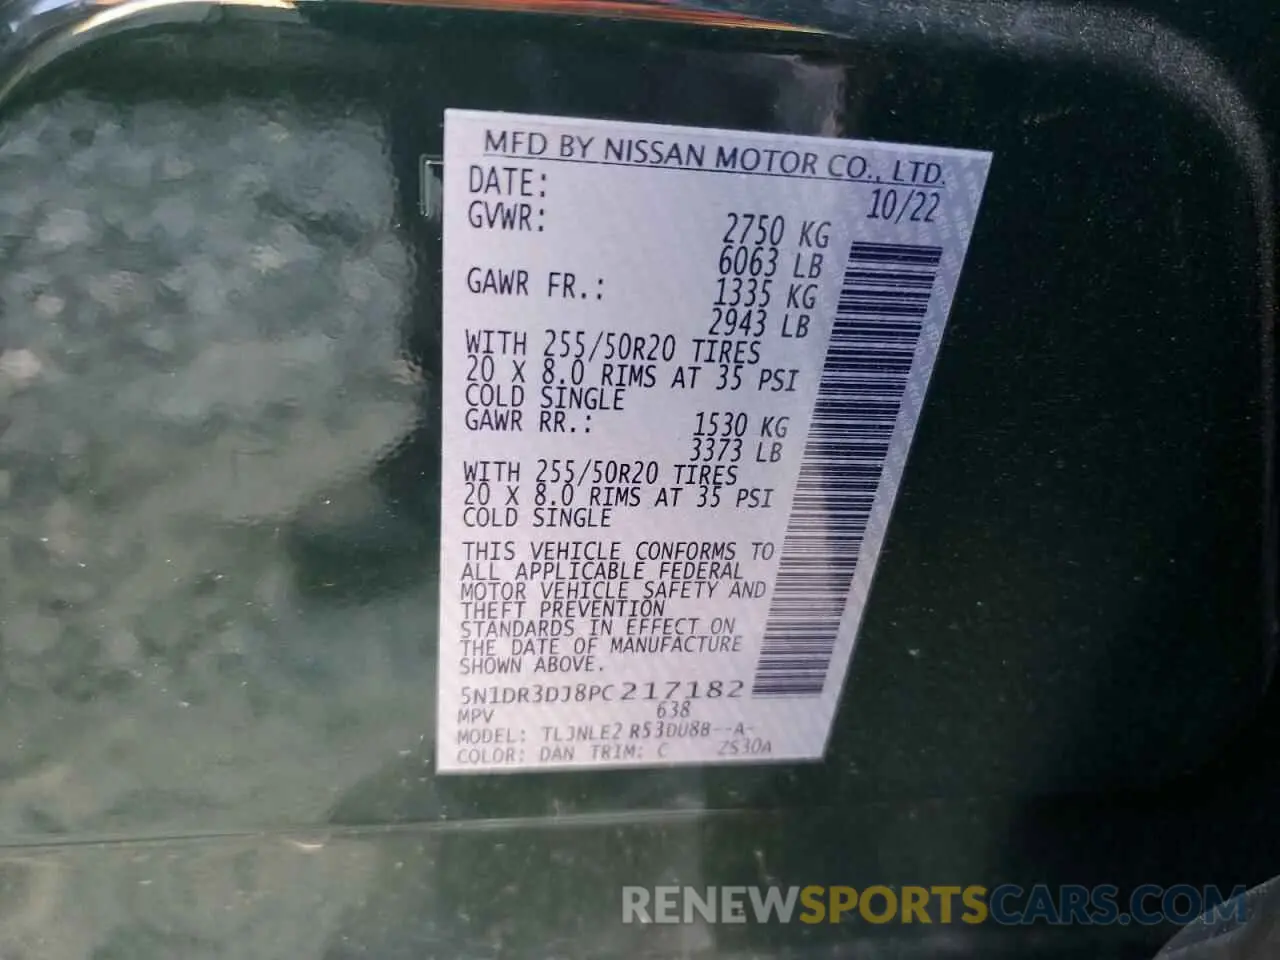 MFD BY NISSAN MOTOR CO., LTD.
DATE: 10/22
GVWR: 2750 KG
6063 LB
GAWR FR.: 1335 KG
2943 LB
WITH 255/50R20 TIRES
20 X 8.0 RIMS AT 35 PSI
COLD SINGLE
GAWR RR.: 1530 KG
3373 LB
WITH 255/50R20 TIRES
20 X 8.0 RIMS AT 35 PSI
COLD SINGLE
THIS VEHICLE CONFORMS TO
ALL APPLICABLE FEDERAL
MOTOR VEHICLE SAFETY AND
THEFT PREVENTION
STANDARDS IN EFFECT ON
THE DATE OF MANUFACTURE
SHOWN ABOVE.
5N1DR3DJ8PC217182
MPV 638
MODEL: TLJNLE2 R53DU8B--A-
COLOR: DAN TRIM: C ZS30A
RENEWSPORTSCARS.COM